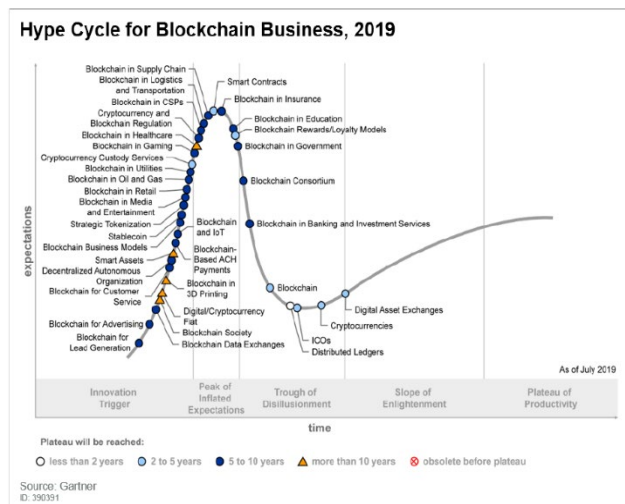 Hype Cycle for Blockchain Business, 2019
Blockchain in Supply Chain
Blockchain in Logistics
and Transportation
Blockchain in CSPs
Cryptocurrency and
Blockchain Regulation
Blockchain in Healthcare
Blockchain in Gaming
Cryptocurrency Custody Services
Blockchain in Utilities
Blockchain in Oil and Gas
Blockchain in Retail
Blockchain in Media
and Entertainment
Strategic Tokenization
Stablecoin
Blockchain Business Models
Smart Assets
Decentralized Autonomous
Organization
Blockchain for Customer
Service
Blockchain for Advertising
Blockchain for
Lead Generation
Smart Contracts
Blockchain in Insurance
Blockchain in Education
Blockchain Rewards/Loyalty Models
Blockchain in Government
Blockchain Consortium
Blockchain in Banking and Investment Services
Blockchain
and IoT
Blockchain-
Based ACH
Payments
Blockchain in
3D Printing
Digital/Cryptocurrency
Fiat
Blockchain Society
Blockchain Data Exchanges
Blockchain
Digital Asset Exchanges
Cryptocurrencies
ICOs
Distributed Ledgers
expectations
As of July 2019
Innovation
Trigger
Peak of
Inflated
Expectations
Trough of
Disillusionment
Slope of
Enlightenment
Plateau of
Productivity
time
Plateau will be reached:
less than 2 years
2 to 5 years
5 to 10 years
more than 10 years
obsolete before plateau
Source: Gartner
ID: 390391